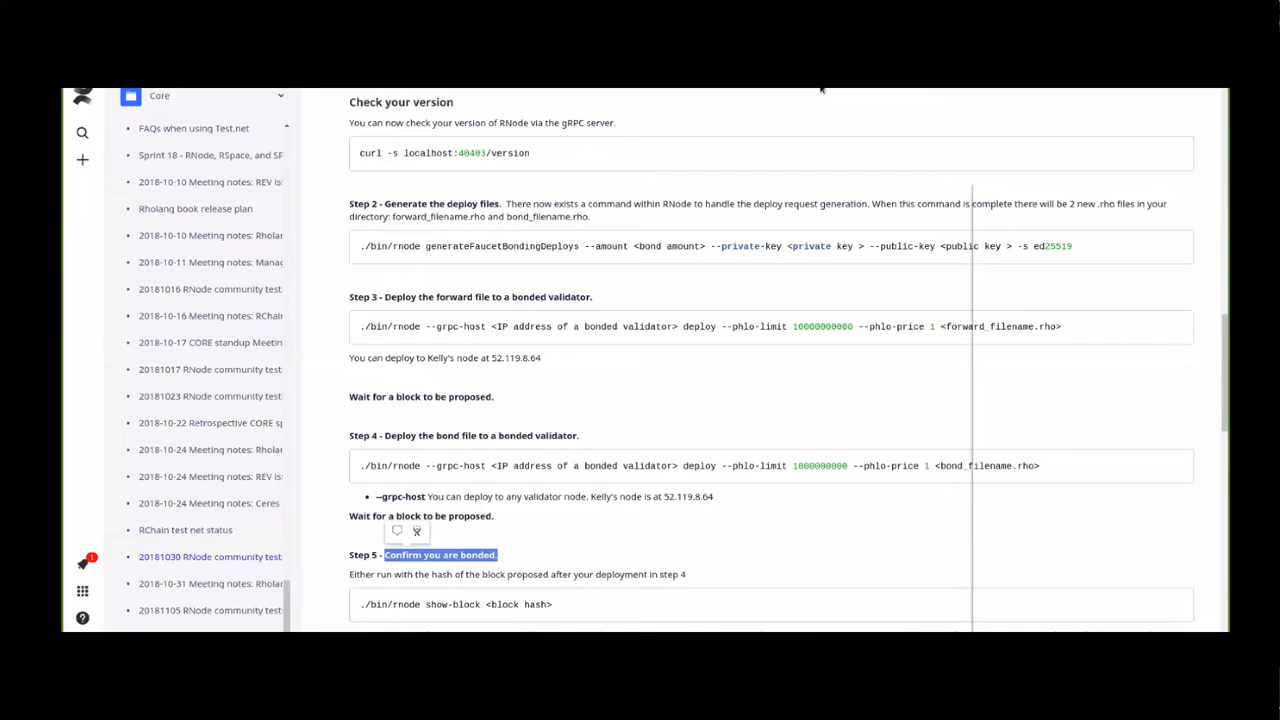 Core
FAQs when using Test.net
Sprint 18 - RNode, RSpace, and SF
2018-10-10 Meeting notes: REV is
Rholang book release plan
2018-10-10 Meeting notes: Rholar
2018-10-11 Meeting notes: Manag
20181016 RNode community test
2018-10-16 Meeting notes: RChain
2018-10-17 CORE standup Meetin
20181017 RNode community test
20181023 RNode community test
2018-10-22 Retrospective CORE sp
2018-10-24 Meeting notes: Rholan
2018-10-24 Meeting notes: REV is
2018-10-24 Meeting notes: Ceres
RChain test net status
20181030 RNode community test
2018-10-31 Meeting notes: Rholar
20181105 RNode community test
1
Check your version
You can now check your version of RNode via the gRPC server.
curl -s localhost:40403/version
Step 2 - Generate the deploy files. There now exists a command within RNode to handle the deploy request generation. When this command is complete there will be 2 new .rho files in your
directory: forward_filename.rho and bond_filename.rho.
./bin/rnode generateFaucetBondingDeploys --amount <bond amount> --private-key <private key > --public-key <public key > -s ed25519
Step 3 - Deploy the forward file to a bonded validator.
./bin/rnode --grpc-host <IP address of a bonded validator> deploy --phlo-limit 10000000000 --phlo-price 1 <forward_filename.rho>
You can deploy to Kelly's node at 52.119.8.64
Wait for a block to be proposed.
Step 4 - Deploy the bond file to a bonded validator.
./bin/rnode --grpc-host <IP address of a bonded validator> deploy --phlo-limit 1000000000 --phlo-price 1 <bond_filename.rho>
--grpc-host You can deploy to any validator node. Kelly's node is at 52.119.8.64
Wait for a block to be proposed.
Step 5 - Confirm you are bonded.
Either run with the hash of the block proposed after your deployment in step 4
./bin/rnode show-block <block hash>